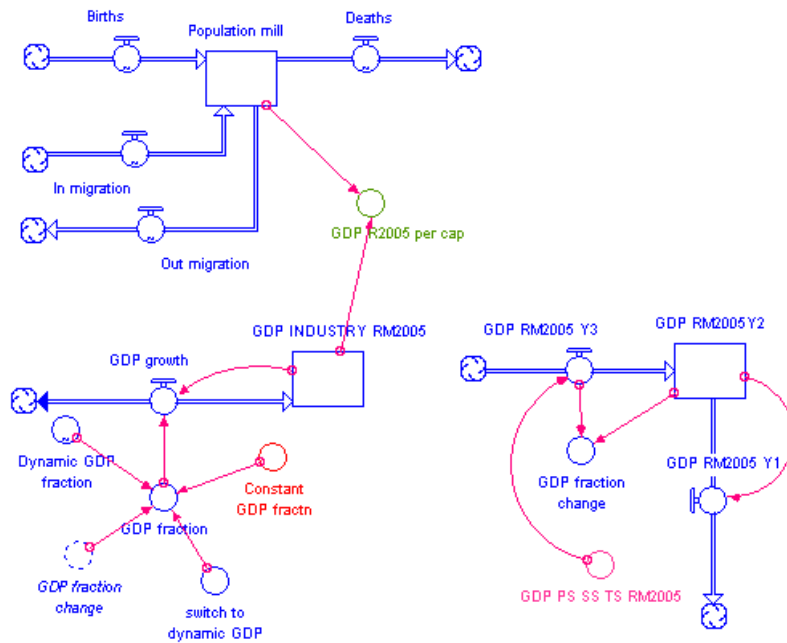 Births
Population mill
Deaths
In migration
Out migration
GDP R2005 per cap
GDP INDUSTRY RM2005
GDP growth
Dynamic GDP
fraction
Constant
GDP fractn
GDP fraction
GDP fraction
change
switch to
dynamic GDP
GDP RM2005 Y3
GDP RM2005Y2
GDP fraction
change
GDP RM2005 Y1
GDP PS SS TS RM2005